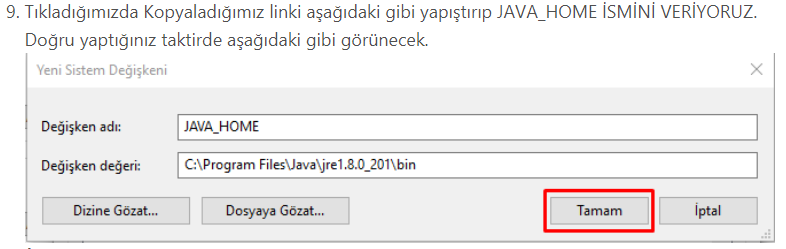 9. Tıkladığımızda Kopyaladığımız linki aşağıdaki gibi yapıştırıp JAVA_HOME İSMİNİ VERİYORUZ.
Doğru yaptığınız taktirde aşağıdaki gibi görünecek.
Yeni Sistem Değişkeni
Değişken adı: JAVA_HOME
Değişken değeri: C:\Program Files\Java\jre1.8.0_201\bin
Dizine Gözat... Dosyaya Gözat... Tamam İptal